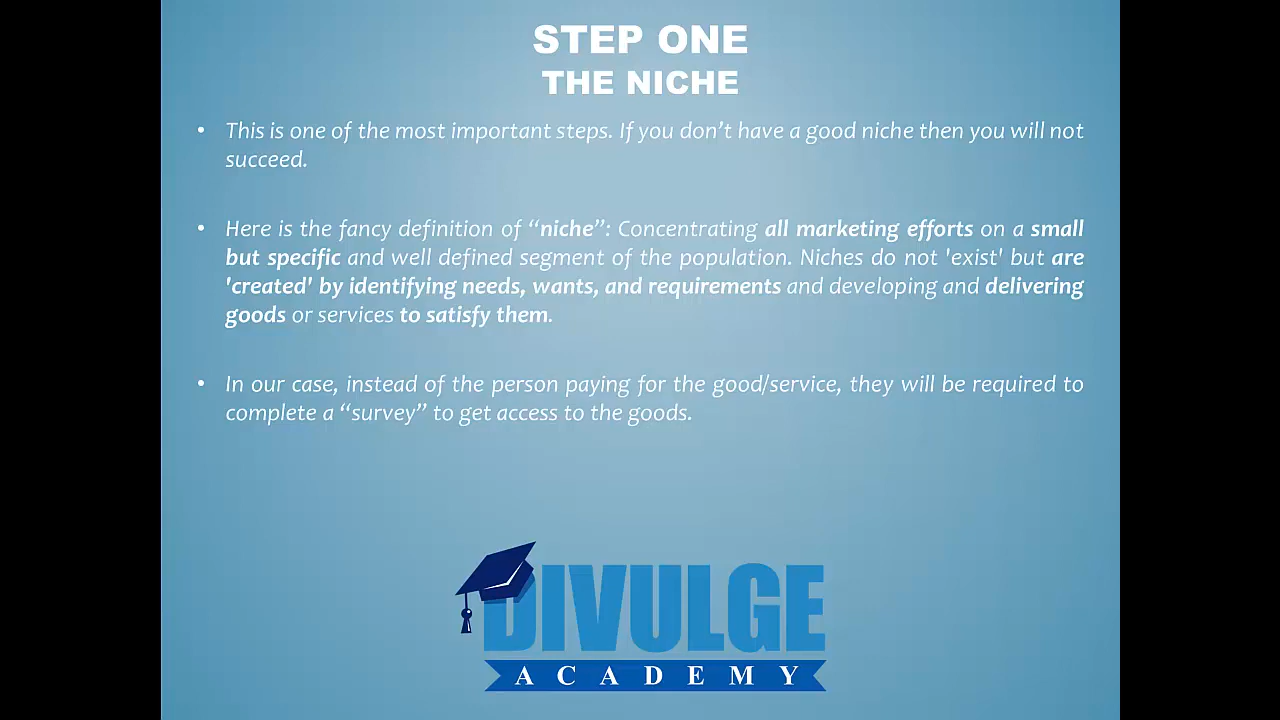 STEP ONE
THE NICHE
• This is one of the most important steps. If you don’t have a good niche then you will not
succeed.
• Here is the fancy definition of “niche”: Concentrating all marketing efforts on a small
but specific and well defined segment of the population. Niches do not 'exist' but are
'created' by identifying needs, wants, and requirements and developing and delivering
goods or services to satisfy them.
• In our case, instead of the person paying for the good/service, they will be required to
complete a “survey” to get access to the goods.
DIVULGE
ACADEMY